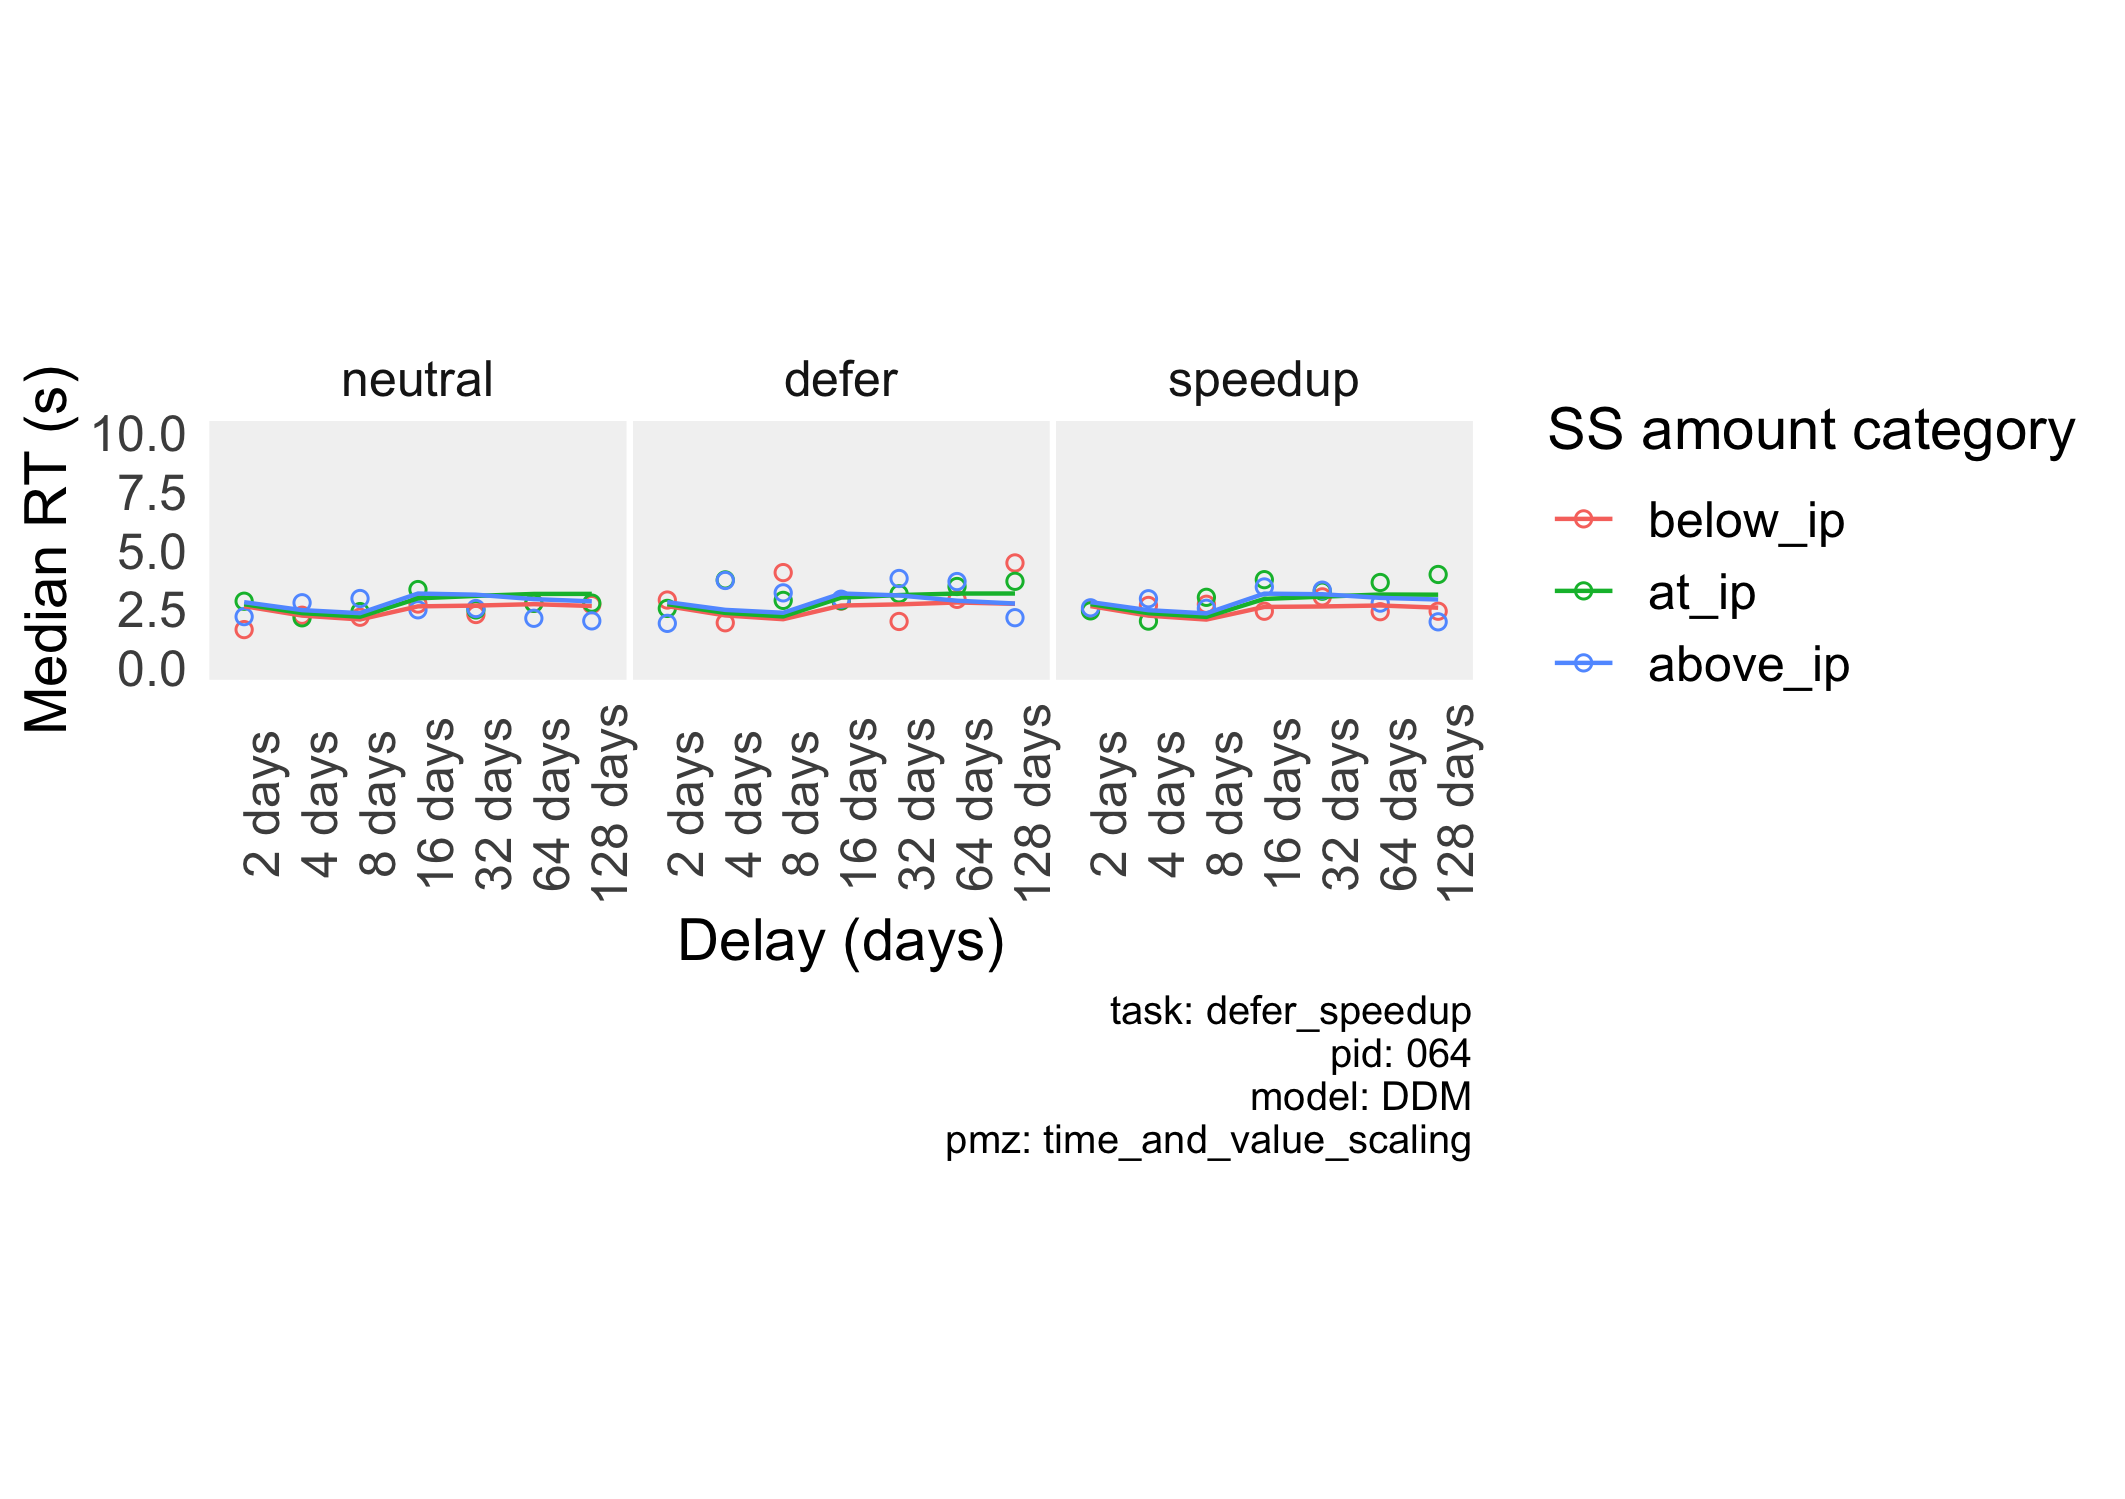 neutral defer speedup
Median RT (s)
10.0
7.5
5.0
2.5
0.0
2 days 4 days 8 days 16 days 32 days 64 days 128 days 2 days 4 days 8 days 16 days 32 days 64 days 128 days 2 days 4 days 8 days 16 days 32 days 64 days 128 days
Delay (days)
SS amount category
below_ip
at_ip
above_ip
task: defer_speedup
pid: 064
model: DDM
pmz: time_and_value_scaling